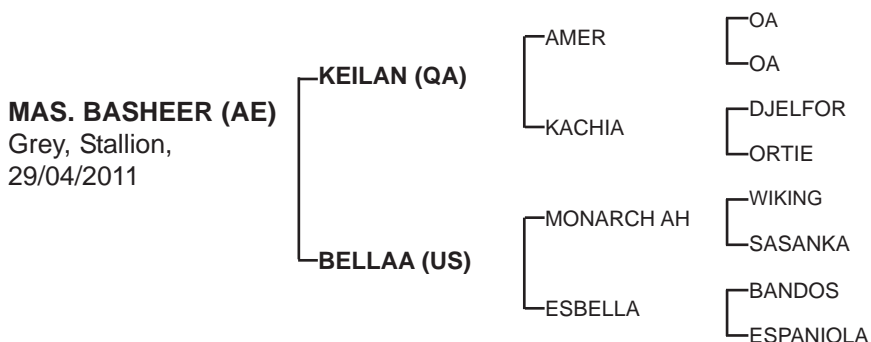 MAS. BASHEER (AE)
Grey, Stallion,
29/04/2011
KEILAN (QA)
BELLAA (US)
AMER
KACHIA
MONARCH AH
ESBELLA
OA
OA
DJELFOR
ORTIE
WIKING
SASANKA
BANDOS
ESPANIOLA